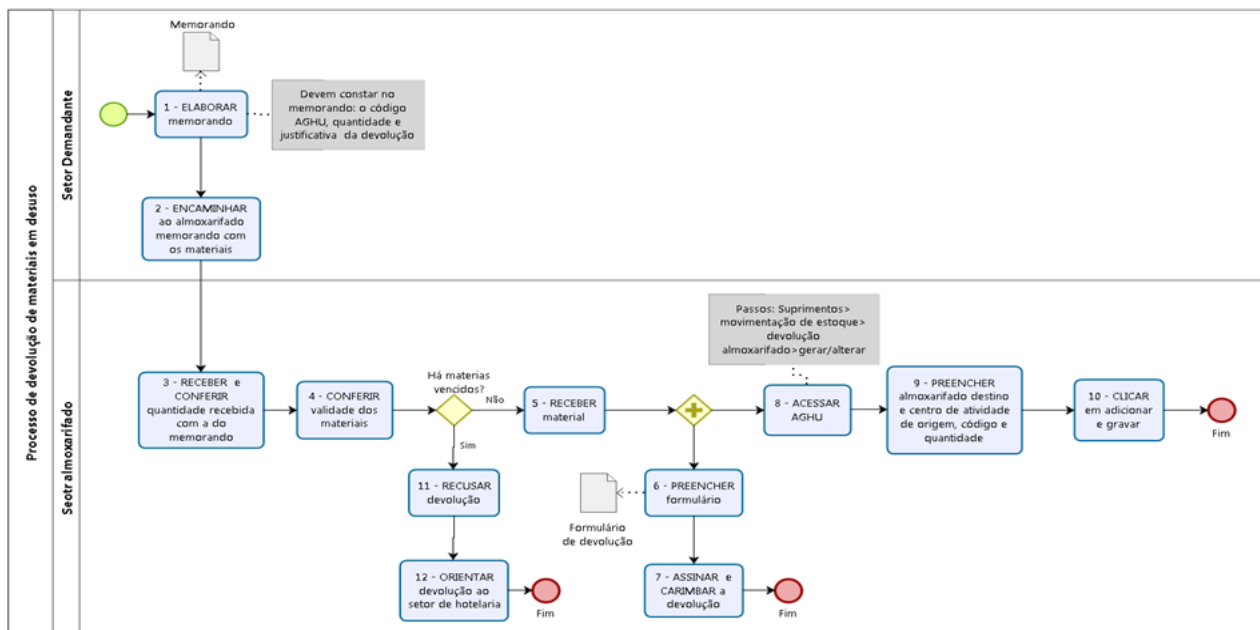 Processo de devolução de materiais em desuso
Setor Demandante
Memorando
1 - ELABORAR
memorando
Devem constar no
memorando: o código
AGHU, quantidade e
justificativa da devolução
2 - ENCAMINHAR
ao almoxarifado
memorando com
os materiais
Seotr almoxarifado
3 - RECEBER e
CONFERIR
quantidade recebida
com a do
memorando
4 - CONFERIR
validade dos
materiais
Há materias
vencidos?
Não
Sim
5 - RECEBER
material
Passos: Suprimentos>
movimentação de estoque>
devolução
almoxarifado>gerar/alterar
8 - ACESSAR
AGHU
9 - PREENCHER
almoxarifado destino
e centro de atividade
de origem, código e
quantidade
10 - CLICAR
em adicionar
e gravar
Fim
11 - RECUSAR
devolução
12 - ORIENTAR
devolução ao
setor de hotelaria
Fim
6 - PREENCHER
formulário
Formulário
de devolução
7 - ASSINAR e
CARIMBAR a
devolução
Fim